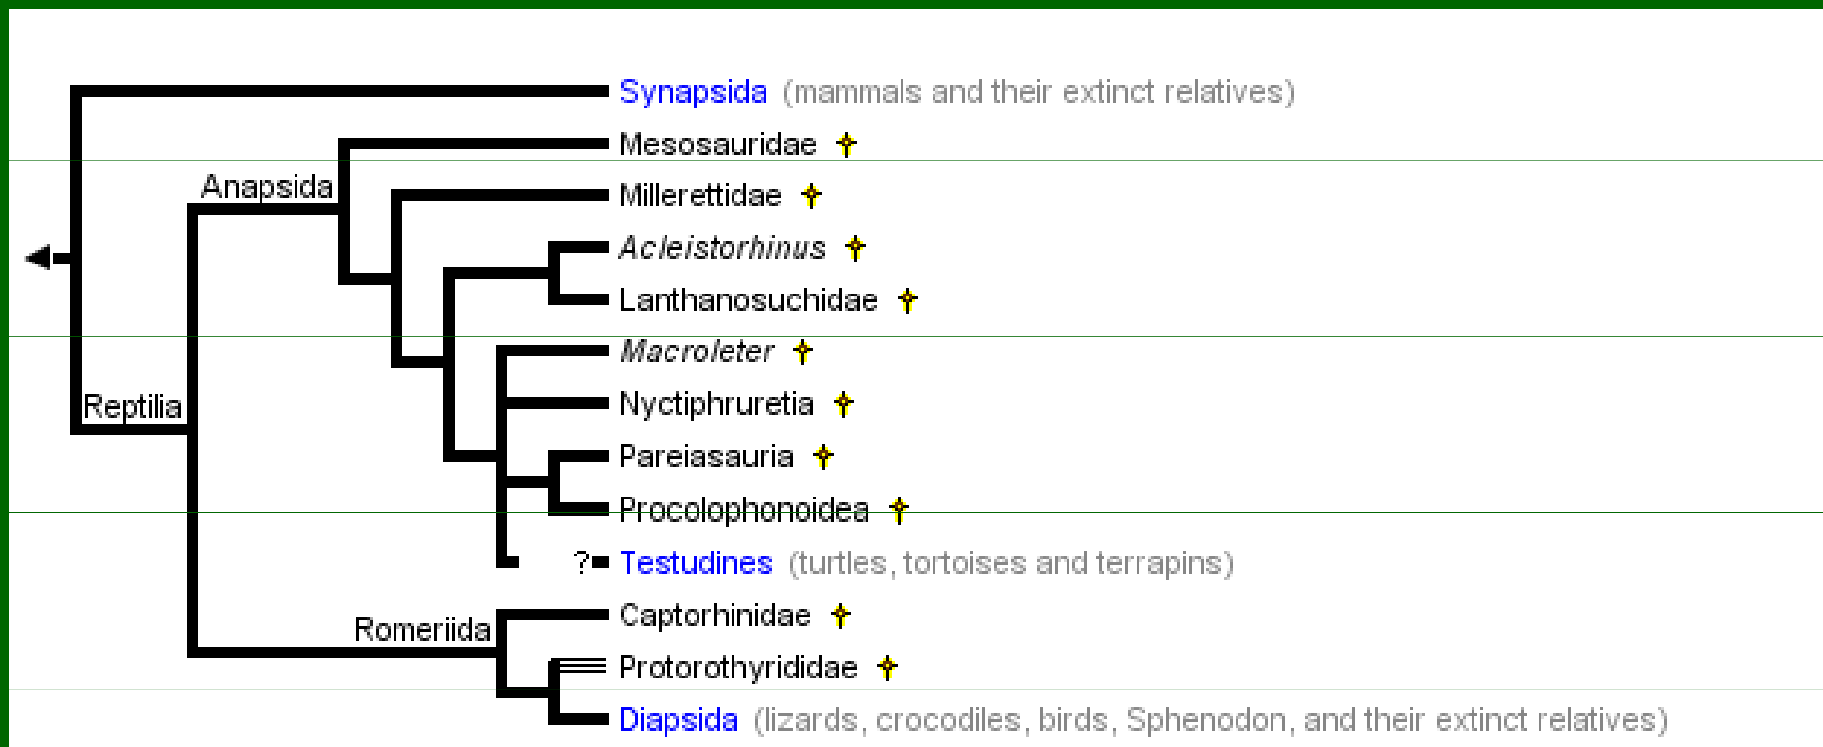 Synapsida (mammals and their extinct relatives)
Mesosauridae †
Anapsida
Millerettidae †
Acleistorhinus †
Lanthanosuchidae †
Macroleter †
Reptilia
Nyctiphruretia †
Pareiasauria †
Procolophonoidea †
? Testudines (turtles, tortoises and terrapins)
Captorhinidae †
Romeriida
Protorothyrididae †
Diapsida (lizards, crocodiles, birds, Sphenodon, and their extinct relatives)